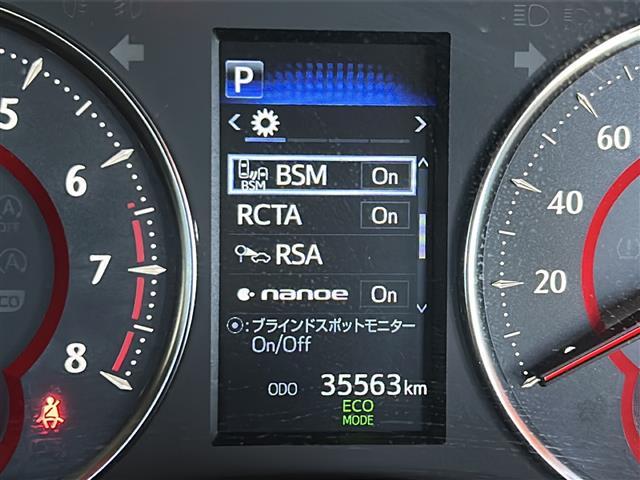 P
BSM
BSM On
RCTA On
RSA
nanoe On
:ブラインドスポットモニター
On/Off
ODO 35563km
ECO
MODE
5
6
7
8
60
40
20